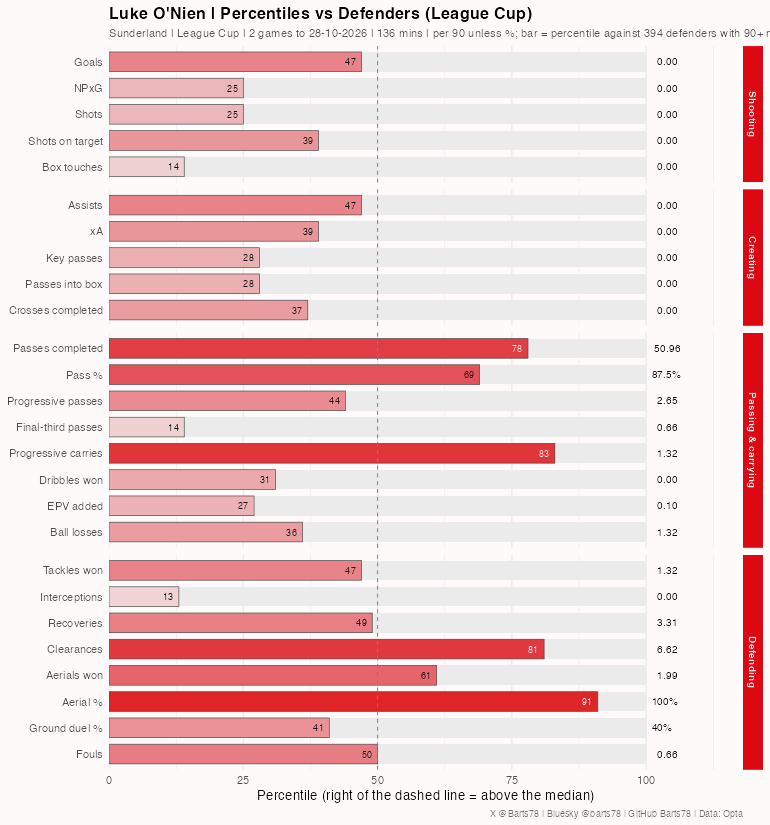 Luke O'Nien | Percentiles vs Defenders (League Cup)
Sunderland | League Cup | 2 games to 28-10-2026 | 136 mins | per 90 unless %; bar = percentile against 394 defenders with 90+ m
Goals 47 0.00
NPxG 25 0.00
Shots 25 0.00
Shots on target 39 0.00
Box touches 14 0.00
Shooting
Assists 47 0.00
xA 39 0.00
Key passes 28 0.00
Passes into box 28 0.00
Crosses completed 37 0.00
Creating
Passes completed 78 50.96
Pass % 69 87.5%
Progressive passes 44 2.65
Final-third passes 14 0.66
Progressive carries 83 1.32
Dribbles won 31 0.00
EPV added 27 0.10
Ball losses 36 1.32
Passing & carrying
Tackles won 47 1.32
Interceptions 13 0.00
Recoveries 49 3.31
Clearances 81 6.62
Aerials won 61 1.99
Aerial % 91 100%
Ground duel % 41 40%
Fouls 50 0.66
Defending
0 25 50 75 100
Percentile (right of the dashed line = above the median)
X @Barts78 | Bluesky @barts78 | GitHub Barts78 | Data: Opta